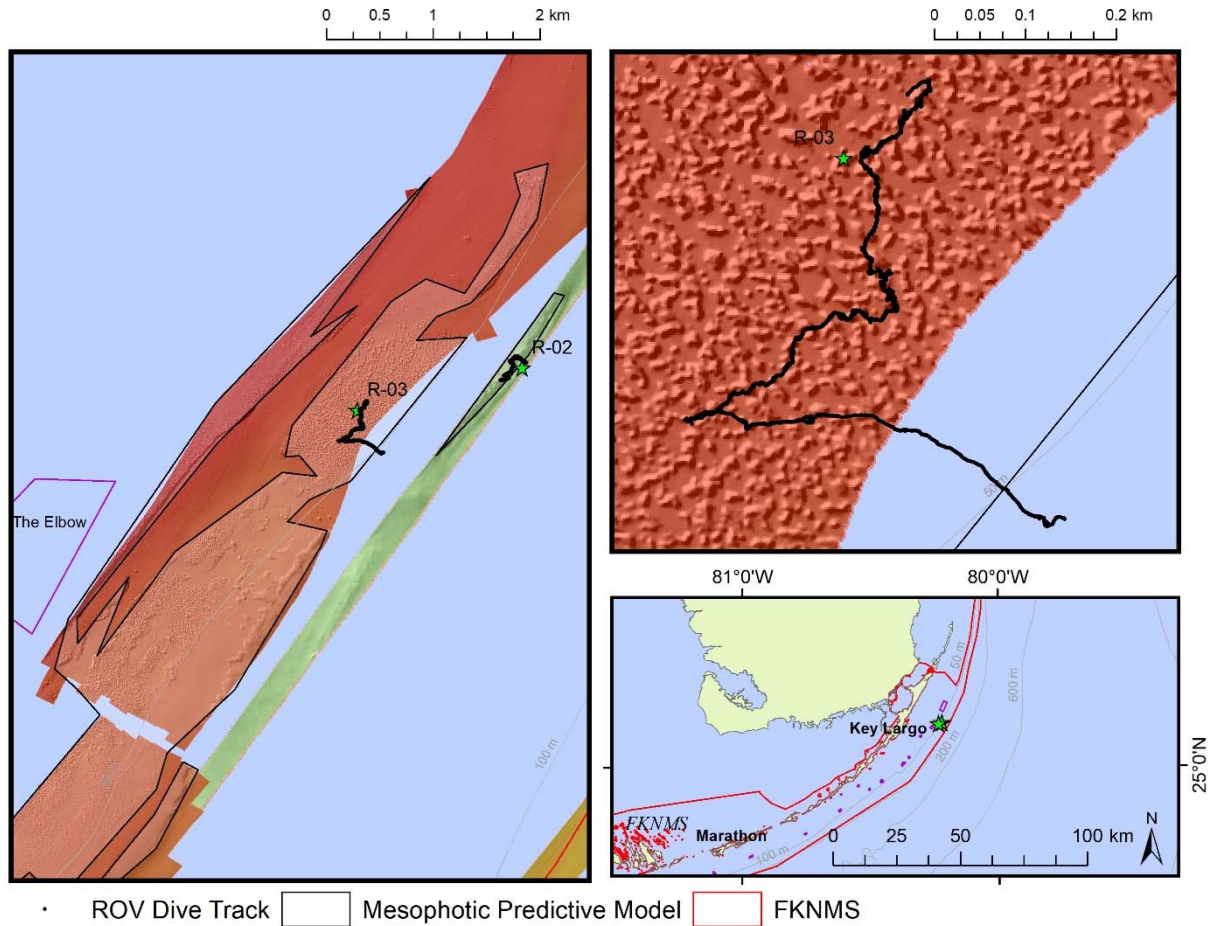 0 0.5 1 2 km
R-02
R-03
The Elbow
100 m
0 0.05 0.1 0.2 km
R-03
50 m
81°0'W 80°0'W
50 m
600 m
Key Largo
200 m
25°0'N
FKNMS
Marathon
100 m
0 25 50 100 km
N
ROV Dive Track Mesophotic Predictive Model FKNMS